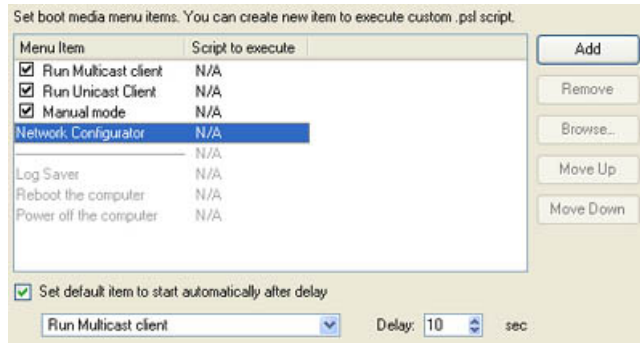 Set boot media menu items. You can create new item to execute custom .psl script.
Menu Item Script to execute
Add
Run Multicast client N/A
Run Unicast Client N/A
Remove
Manual mode N/A
Network Configurator N/A
Browse...
N/A
Log Saver N/A
Move Up
Reboot the computer N/A
Power off the computer N/A
Move Down
Set default item to start automatically after delay
Run Multicast client Delay: 10 sec